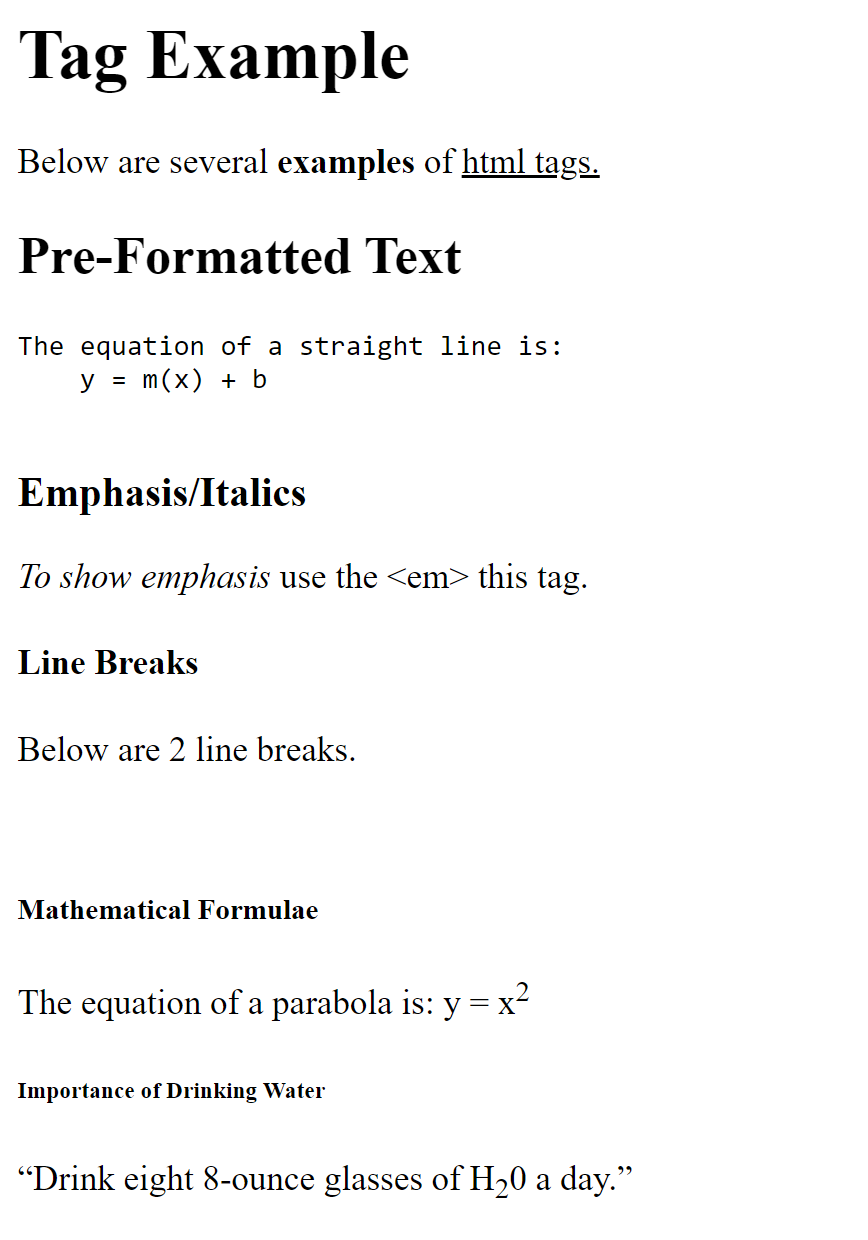 Tag Example
Below are several examples of html tags.
Pre-Formatted Text
The equation of a straight line is:
    y = m(x) + b
Emphasis/Italics
To show emphasis use the <em> this tag.
Line Breaks
Below are 2 line breaks.
Mathematical Formulae
The equation of a parabola is: y = x²
Importance of Drinking Water
“Drink eight 8-ounce glasses of H₂0 a day.”